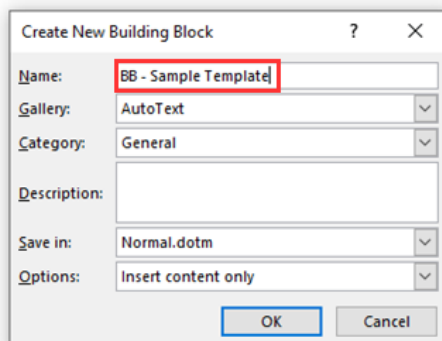 Create New Building Block ?
Name: BB - Sample Template
Gallery: AutoText
Category: General
Description:
Save in: Normal.dotm
Options: Insert content only
OK Cancel